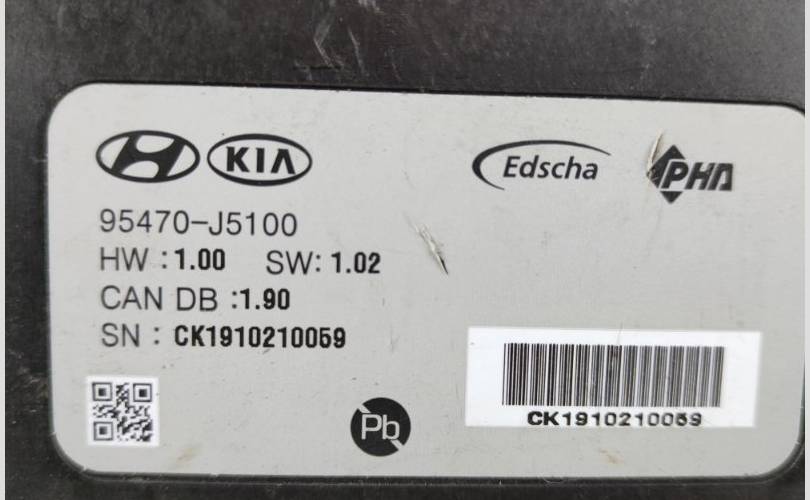 KIA Edscha PHA
95470-J5100
HW : 1.00 SW: 1.02
CAN DB :1.90
SN : CK1910210059
CK1910210059
Pb